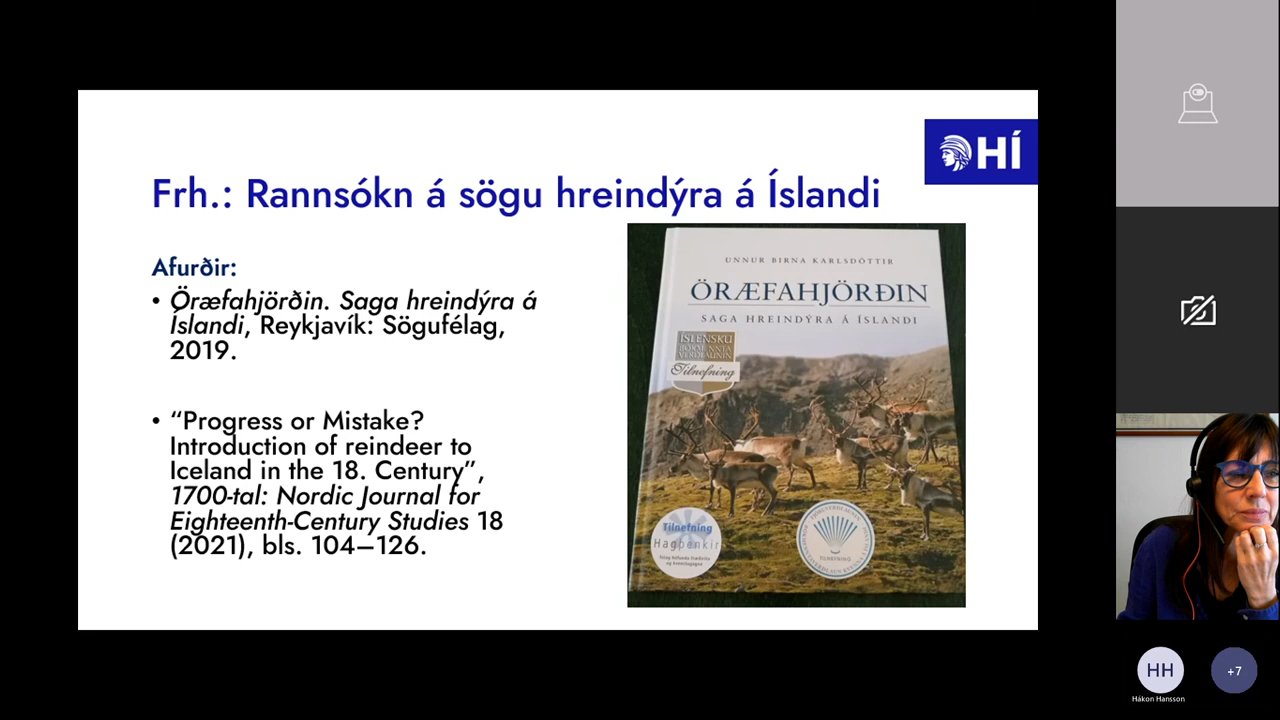 HÍ
Frh.: Rannsókn á sögu hreindýra á Íslandi
Afurðir:
• Öræfahjörðin. Saga hreindýra á
Íslandi, Reykjavík: Sögufélag,
2019.
• “Progress or Mistake?
Introduction of reindeer to
Iceland in the 18. Century”,
1700-tal: Nordic Journal for
Eighteenth-Century Studies 18
(2021), bls. 104–126.
UNNUR BIRNA KARLSDÓTTIR
ÖRÆFAHJÖRÐIN
SAGA HREINDÝRA Á ÍSLANDI
ÍSLENSKU
BÓKMENNTA
VERÐLAUNIN
Tilnefning
Tilnefning
Hagþenkir
TILNEFNING
HH
+7
Hákon Hansson